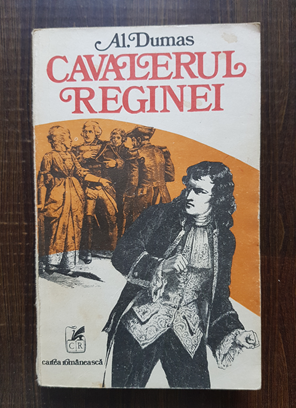 Al. Dumas
CAVALERUL
REGINEI
CR
cartea românească